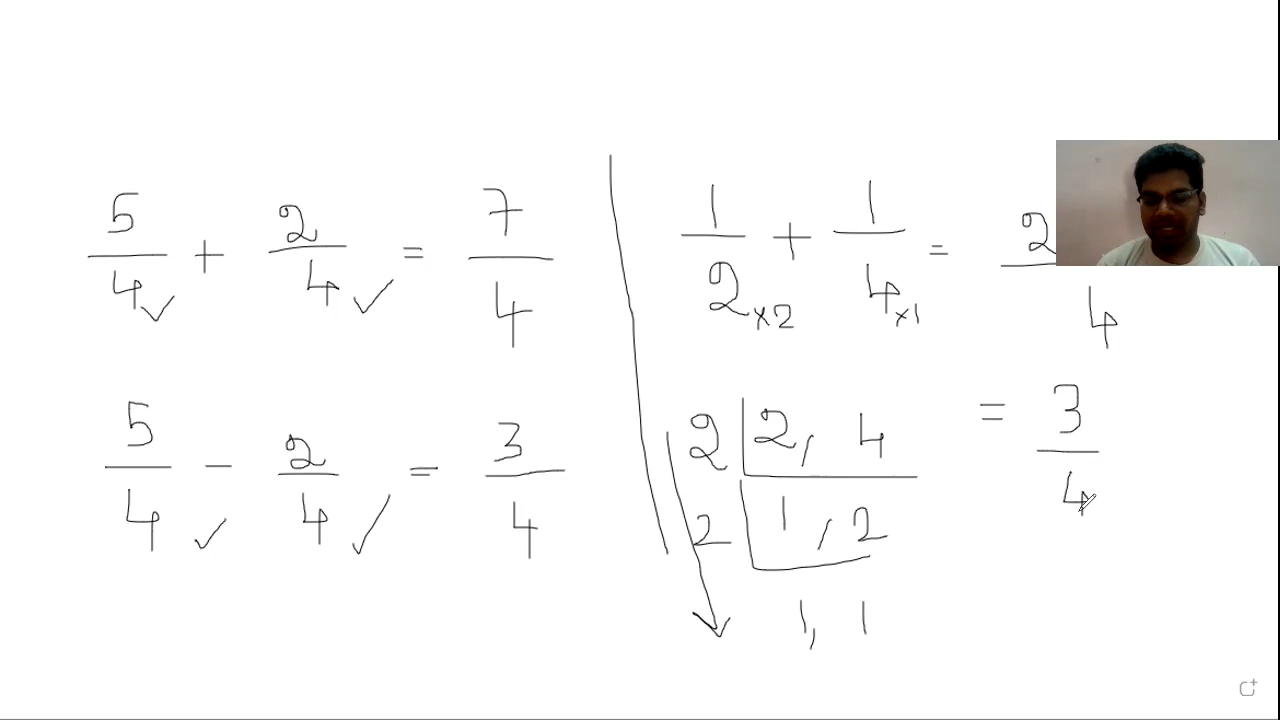 5/4 + 2/4 = 7/4
5/4 - 2/4 = 3/4
1/2×2 + 1/4×1 = 2/4
= 3/4
2 | 2, 4
2 | 1, 2
1, 1